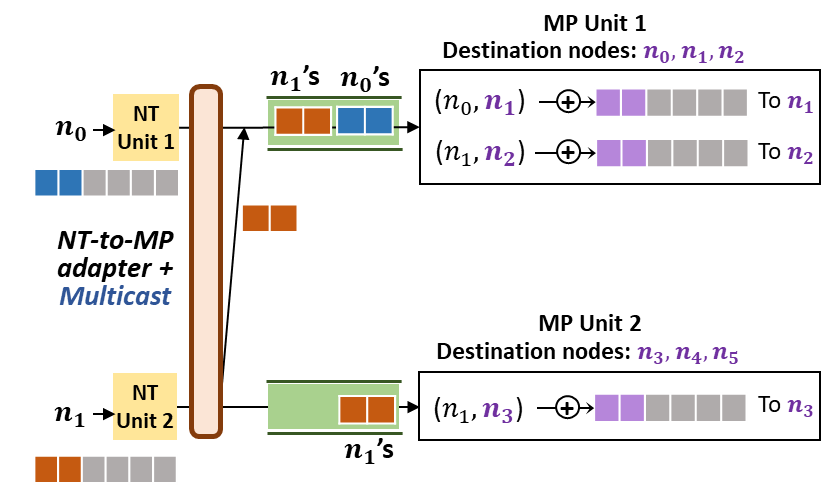 MP Unit 1
Destination nodes: n₀, n₁, n₂
n₁'s n₀'s
NT
Unit 1
n₀
(n₀, n₁) To n₁
(n₁, n₂) To n₂
NT-to-MP
adapter +
Multicast
MP Unit 2
Destination nodes: n₃, n₄, n₅
NT
Unit 2
n₁
(n₁, n₃) To n₃
n₁'s